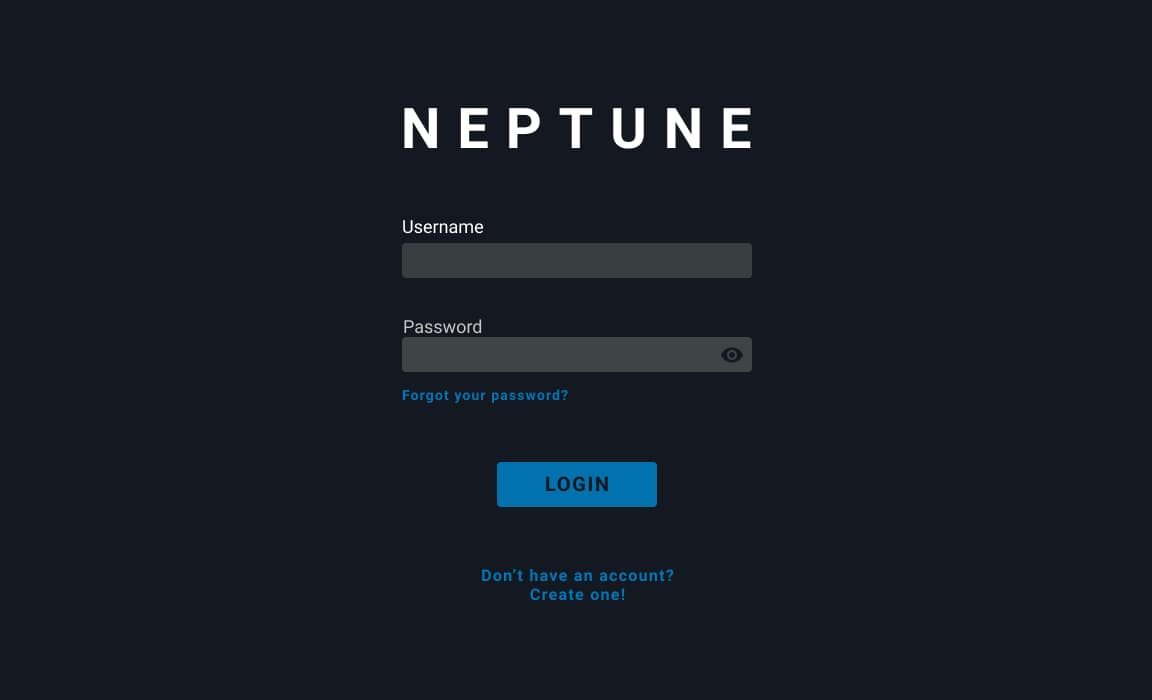 NEPTUNE
Username
Password
Forgot your password?
LOGIN
Don’t have an account?
Create one!